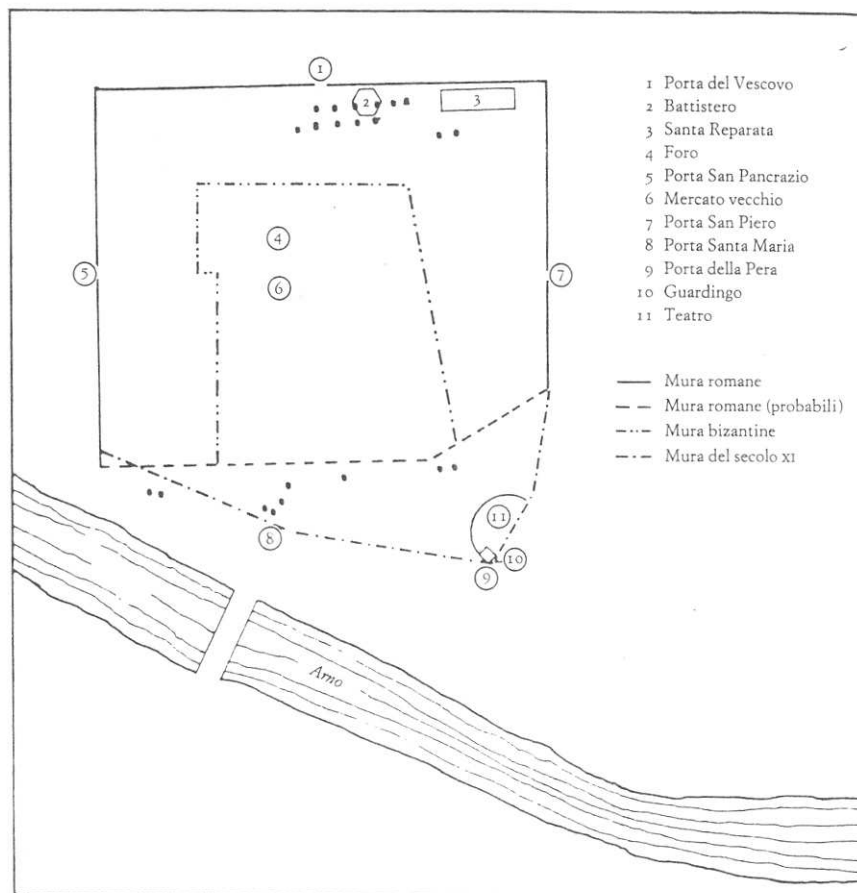 1
2
3
4
5
6
7
8
9
10
11
Arno
1 Porta del Vescovo
2 Battistero
3 Santa Reparata
4 Foro
5 Porta San Pancrazio
6 Mercato vecchio
7 Porta San Piero
8 Porta Santa Maria
9 Porta della Pera
10 Guardingo
11 Teatro
Mura romane
Mura romane (probabili)
Mura bizantine
Mura del secolo XI